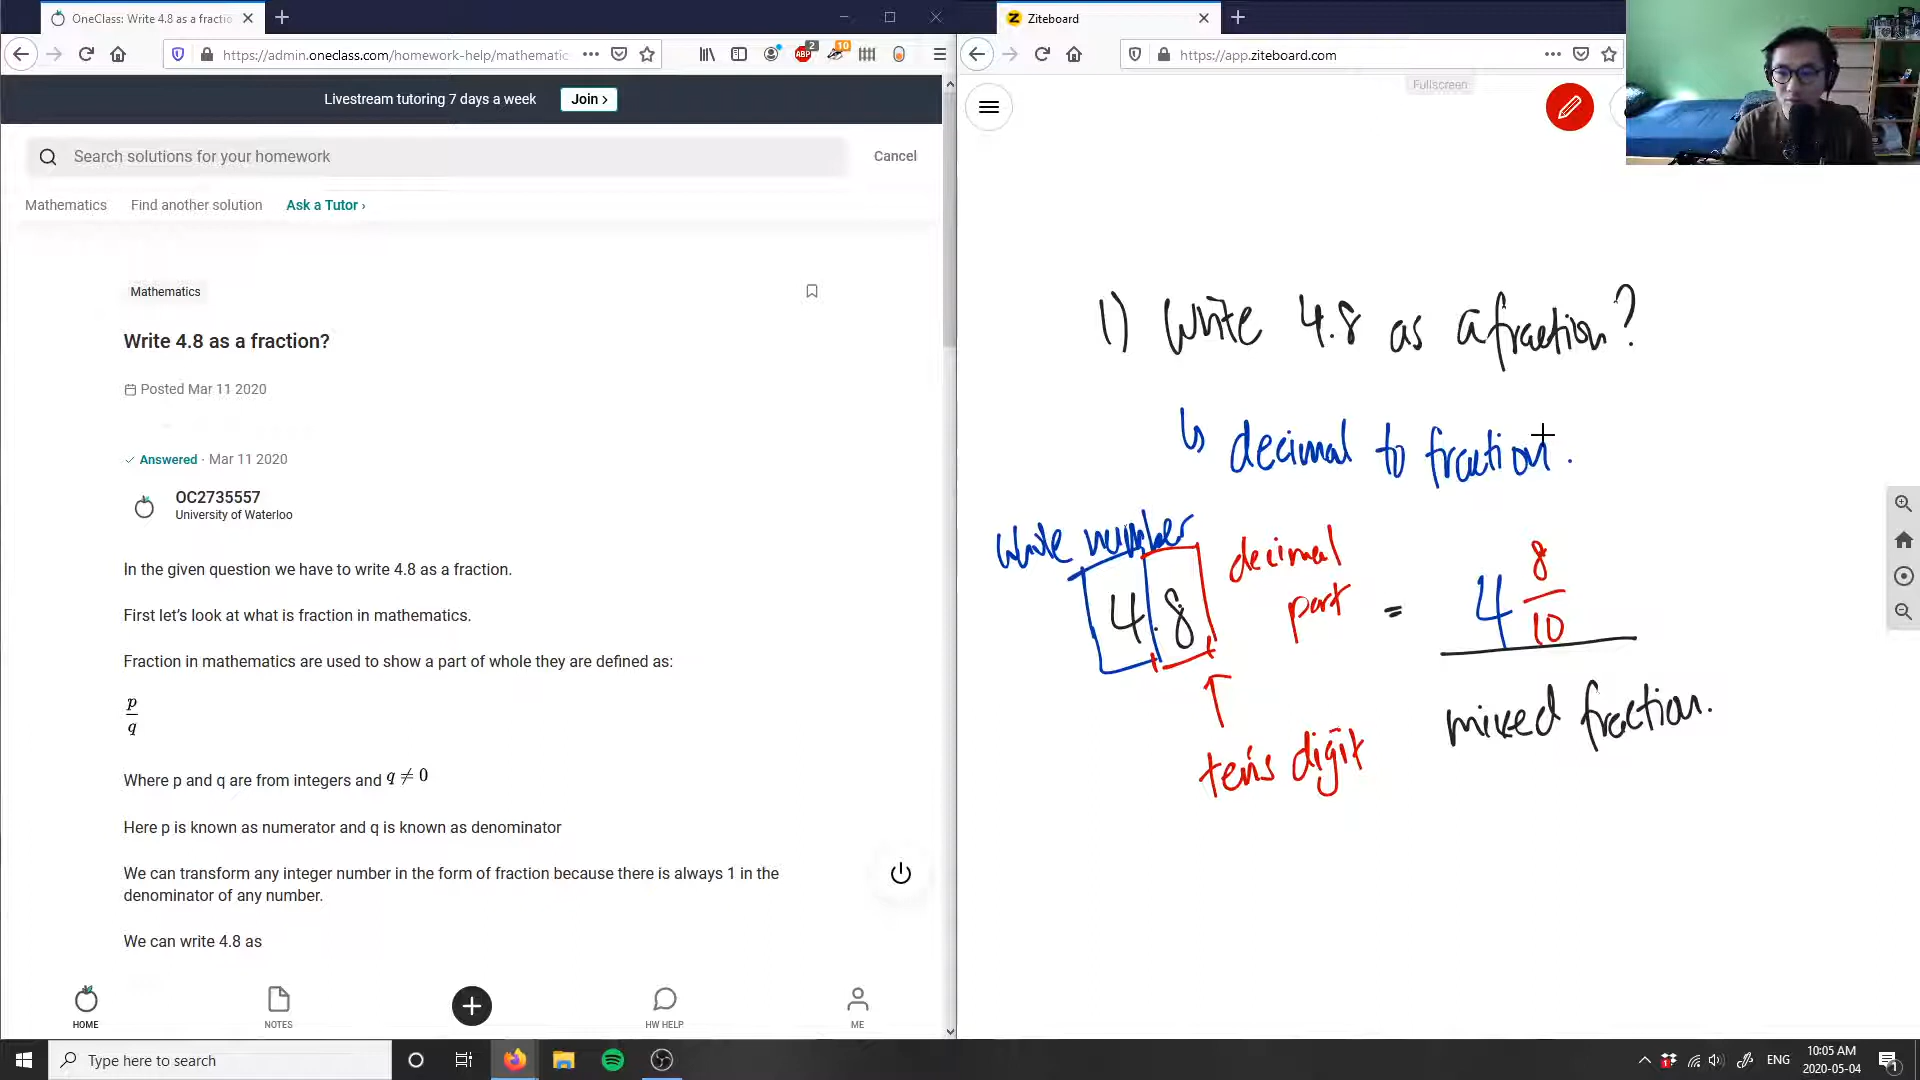 OneClass: Write 4.8 as a fractio
https://admin.oneclass.com/homework-help/mathematic
2
10
Livestream tutoring 7 days a week
Join ›
Search solutions for your homework
Cancel
Mathematics
Find another solution
Ask a Tutor ›
Mathematics
Write 4.8 as a fraction?
Posted Mar 11 2020
Answered · Mar 11 2020
OC2735557
University of Waterloo
In the given question we have to write 4.8 as a fraction.
First let's look at what is fraction in mathematics.
Fraction in mathematics are used to show a part of whole they are defined as:
p
q
Where p and q are from integers and q ≠ 0
Here p is known as numerator and q is known as denominator
We can transform any integer number in the form of fraction because there is always 1 in the
denominator of any number.
We can write 4.8 as
HOME
NOTES
HW HELP
ME
Ziteboard
https://app.ziteboard.com
Fullscreen
1) Write 4.8 as a fraction?
decimal to fraction.
number
decimal
part
4.8 = 4 8/10
ten's digit
mixed fraction.
Type here to search
ENG
10:05 AM
2020-05-04
1